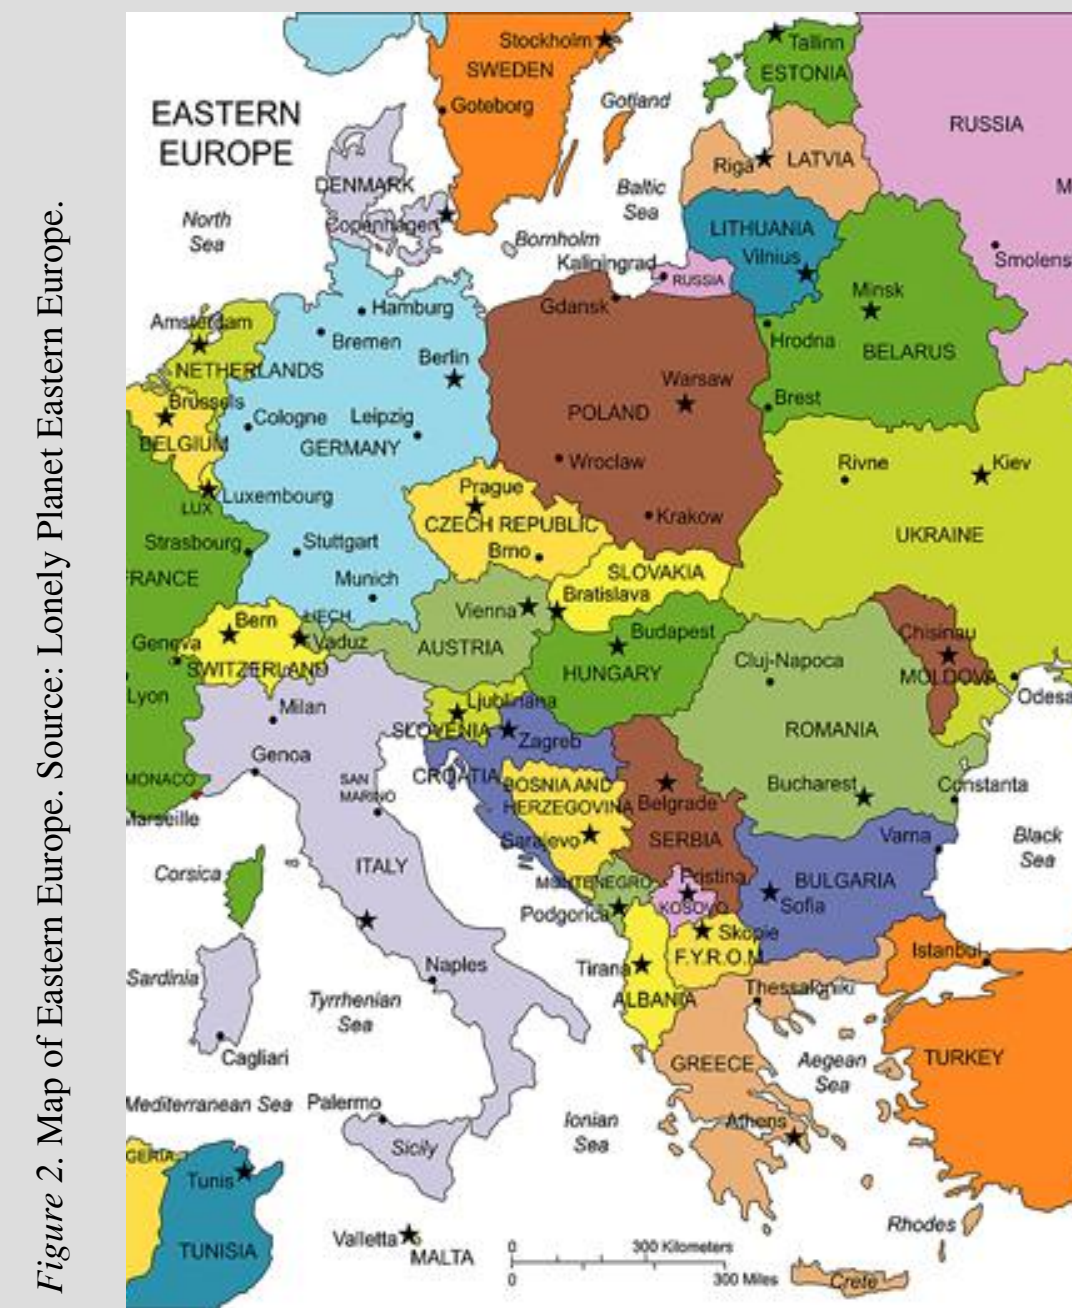 Figure 2. Map of Eastern Europe. Source: Lonely Planet Eastern Europe.
EASTERN
EUROPE
Stockholm
SWEDEN
Goteborg
Gotland
Tallinn
ESTONIA
RUSSIA
M
Riga
LATVIA
DENMARK
Copenhagen
North
Sea
Baltic
Sea
Bornholm
LITHUANIA
Vilnius
Kaliningrad
RUSSIA
Smolens
Minsk
Gdansk
Hamburg
Amsterdam
Bremen
Hrodna
BELARUS
Berlin
NETHERLANDS
Warsaw
Brest
Brussels
Cologne
Leipzig
POLAND
BELGIUM
GERMANY
Wroclaw
Rivne
Kiev
Prague
LUX
Luxembourg
Krakow
CZECH REPUBLIC
UKRAINE
Strasbourg
Stuttgart
Brno
FRANCE
Munich
SLOVAKIA
Bratislava
Vienna
Bern
LIECH
Vaduz
Geneva
Budapest
Chisinau
AUSTRIA
SWITZERLAND
HUNGARY
Cluj-Napoca
MOLDOVA
Lyon
Odesa
Milan
Ljublinana
SLOVENIA
Zagreb
ROMANIA
Genoa
MONACO
SAN
MARINO
CROATIA
BOSNIA AND
HERZEGOVINA
Belgrade
Bucharest
Constanta
Marseille
Sarajevo
SERBIA
Varna
Black
Sea
Corsica
ITALY
MONTENEGRO
Pristina
KOSOVO
BULGARIA
Sofia
Podgorica
Skopje
F.Y.R.O.M
Istanbul
Sardinia
Naples
Tirana
ALBANIA
Thessaloniki
Tyrrhenian
Sea
Cagliari
GREECE
Aegean
Sea
TURKEY
Mediterranean Sea
Palermo
Ionian
Sea
Athens
Sicily
GERIA
Tunis
Rhodes
Valletta
MALTA
TUNISIA
0
300 Kilometers
0
300 Miles
Crete